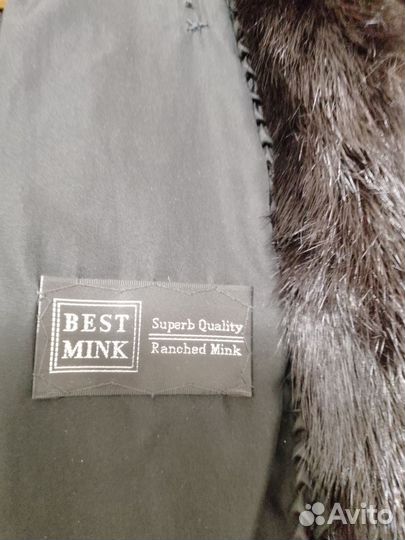 BEST
MINK
Superb Quality
Ranched Mink
Avito